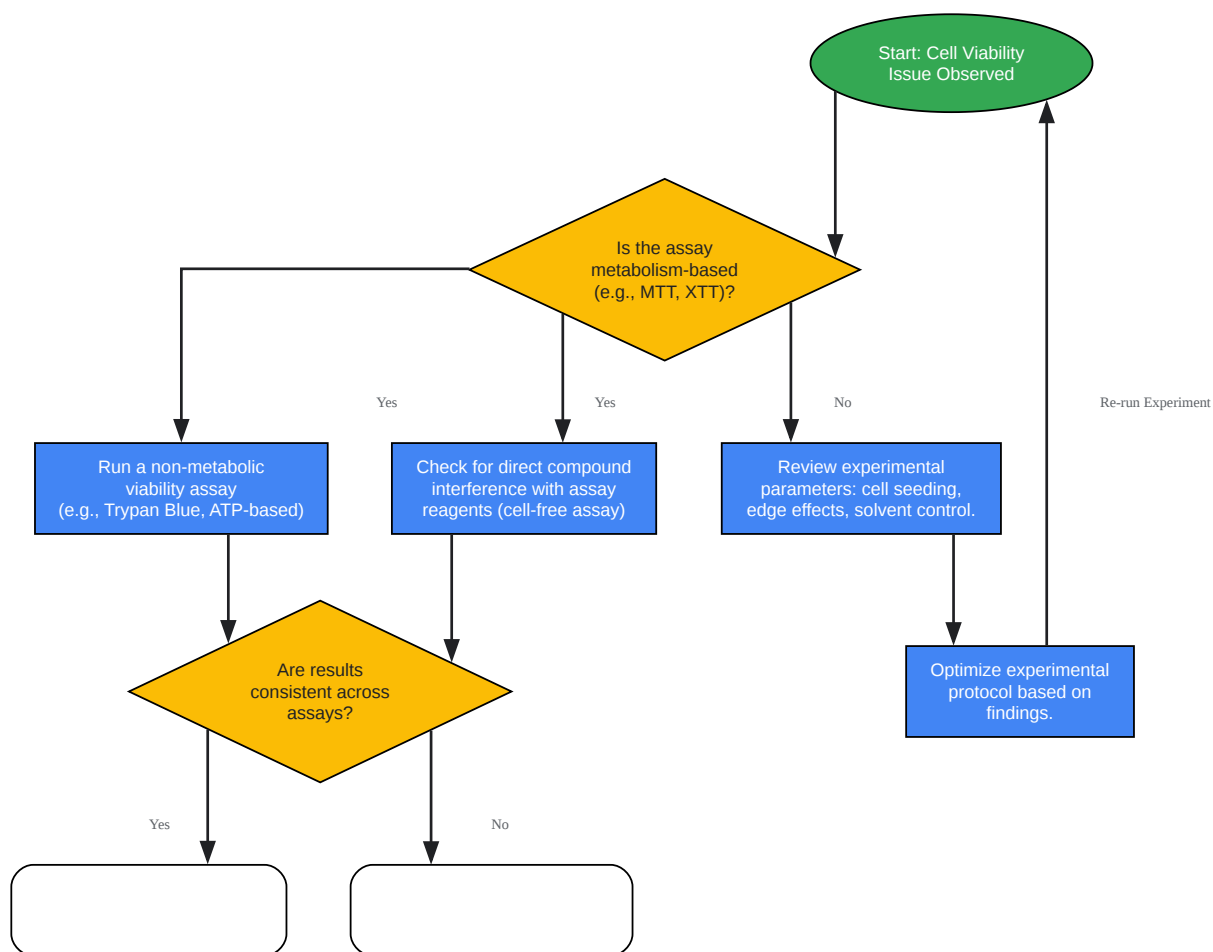 Start: Cell Viability
Issue Observed
Is the assay
metabolism-based
(e.g., MTT, XTT)?
Yes
Yes
No
Re-run Experiment
Run a non-metabolic
viability assay
(e.g., Trypan Blue, ATP-based)
Check for direct compound
interference with assay
reagents (cell-free assay)
Review experimental
parameters: cell seeding,
edge effects, solvent control.
Are results
consistent across
assays?
Optimize experimental
protocol based on
findings.
Yes
No